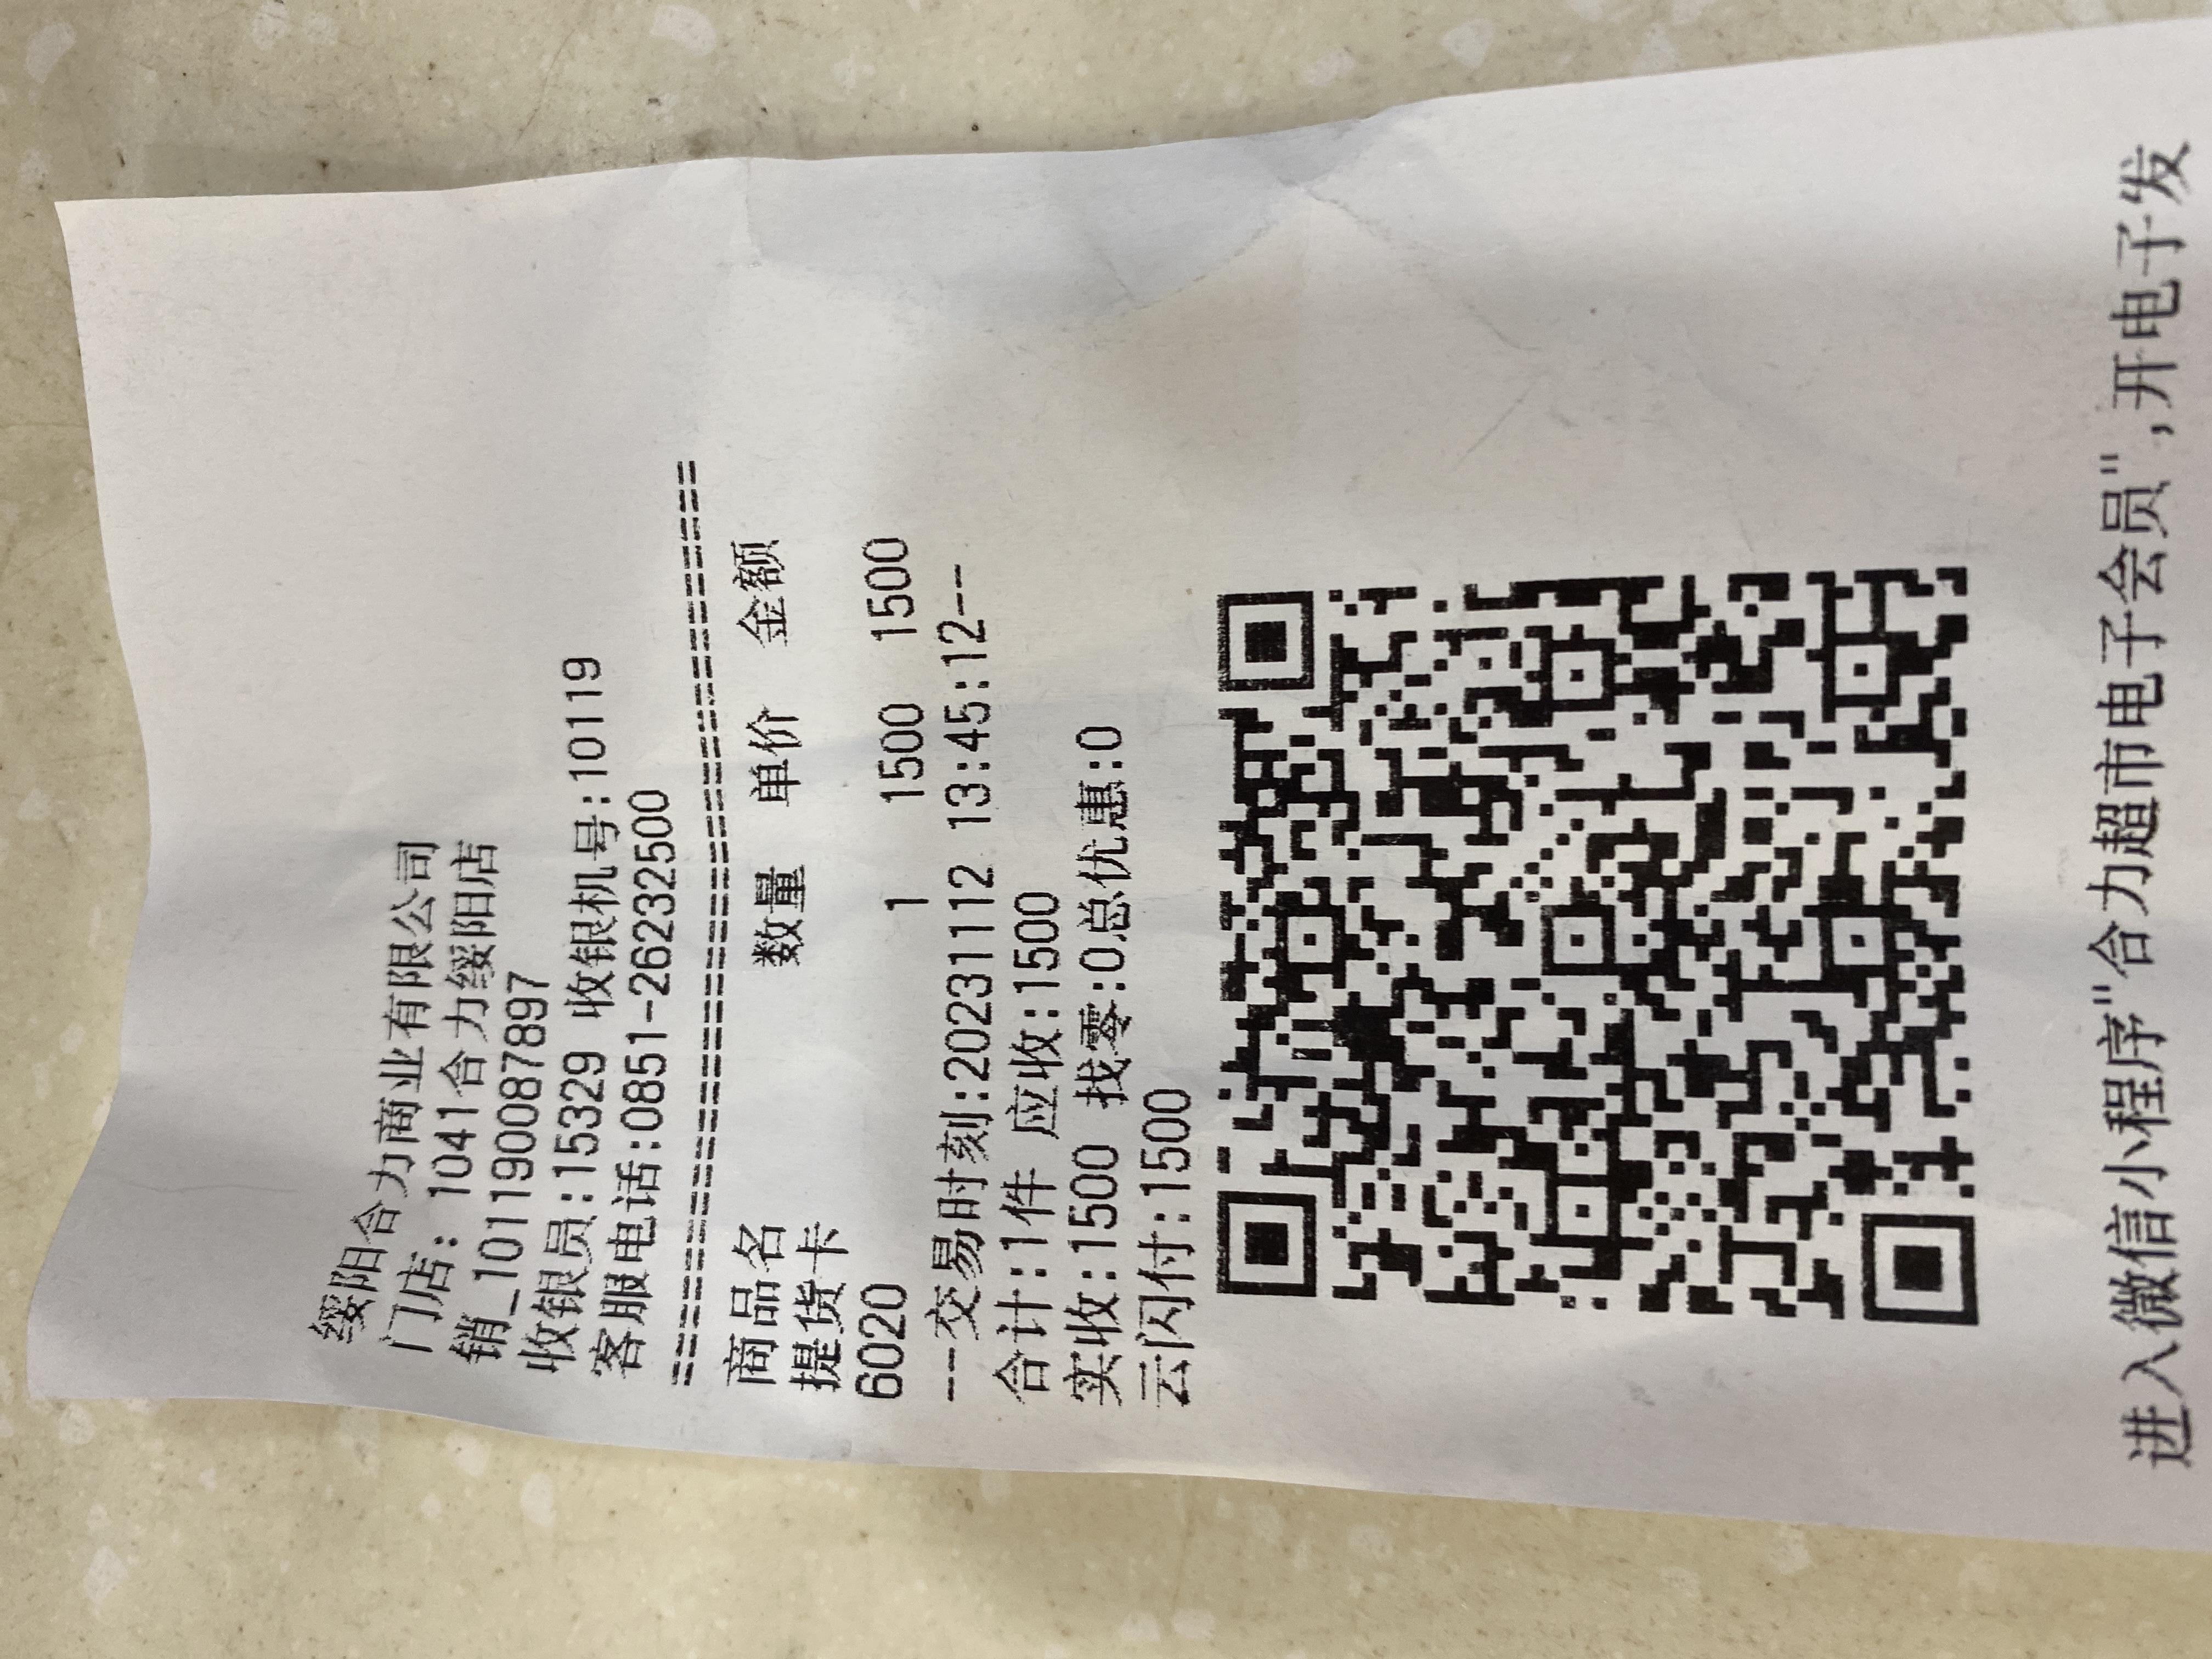 绥阳合力商业有限公司
门店: 1041合力绥阳店
销_101190087897
收银员:15329 收银机号:10119
客服电话:0851-26232500
==========================================
商品名 数量 单价 金额
提货卡
6020 1 1500 1500
--交易时刻:20231112 13:45:12--
合计:1件 应收:1500
实收:1500 找零:0总优惠:0
云闪付:1500
进入微信小程序"合力超市电子会员",开电子发